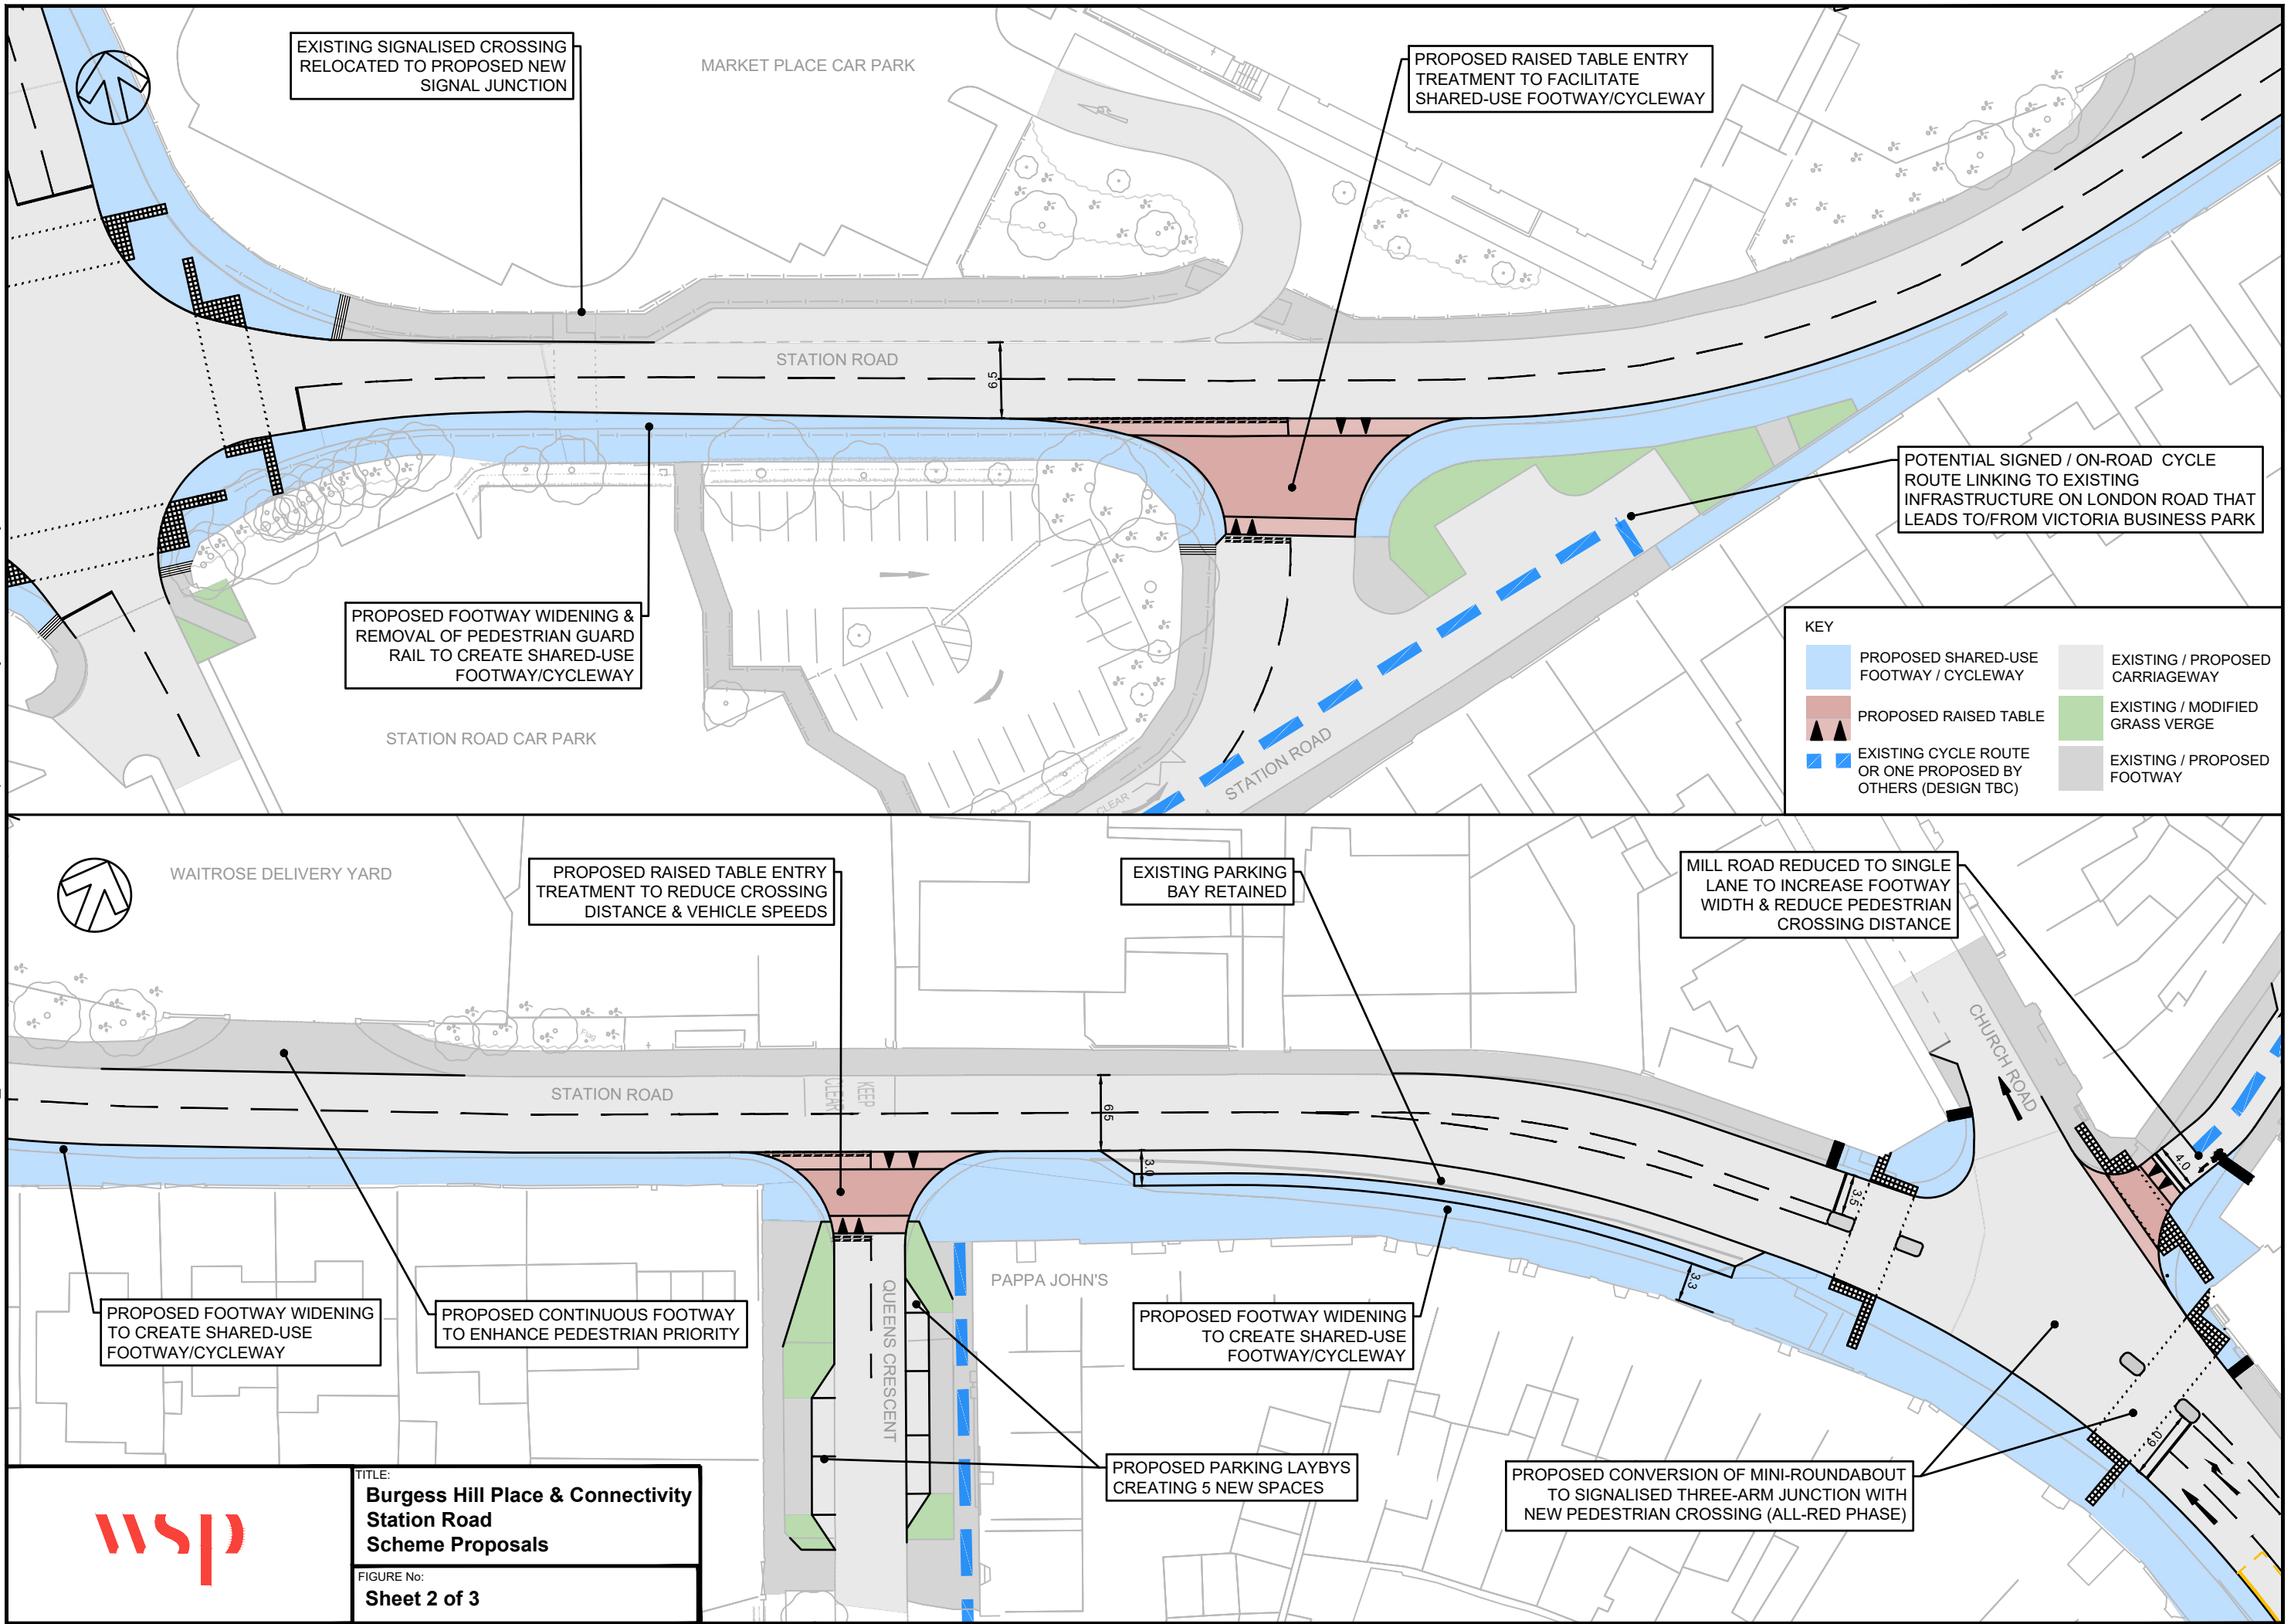 EXISTING SIGNALISED CROSSING
RELOCATED TO PROPOSED NEW
SIGNAL JUNCTION
MARKET PLACE CAR PARK
PROPOSED RAISED TABLE ENTRY
TREATMENT TO FACILITATE
SHARED-USE FOOTWAY/CYCLEWAY
STATION ROAD
6.5
POTENTIAL SIGNED / ON-ROAD CYCLE
ROUTE LINKING TO EXISTING
INFRASTRUCTURE ON LONDON ROAD THAT
LEADS TO/FROM VICTORIA BUSINESS PARK
PROPOSED FOOTWAY WIDENING &
REMOVAL OF PEDESTRIAN GUARD
RAIL TO CREATE SHARED-USE
FOOTWAY/CYCLEWAY
STATION ROAD CAR PARK
STATION ROAD
CLEAR
KEY
PROPOSED SHARED-USE
FOOTWAY / CYCLEWAY
PROPOSED RAISED TABLE
EXISTING CYCLE ROUTE
OR ONE PROPOSED BY
OTHERS (DESIGN TBC)
EXISTING / PROPOSED
CARRIAGEWAY
EXISTING / MODIFIED
GRASS VERGE
EXISTING / PROPOSED
FOOTWAY
WAITROSE DELIVERY YARD
PROPOSED RAISED TABLE ENTRY
TREATMENT TO REDUCE CROSSING
DISTANCE & VEHICLE SPEEDS
EXISTING PARKING
BAY RETAINED
MILL ROAD REDUCED TO SINGLE
LANE TO INCREASE FOOTWAY
WIDTH & REDUCE PEDESTRIAN
CROSSING DISTANCE
Flag
CHURCH ROAD
STATION ROAD
KEEP
CLEAR
6.5
3.0
3.5
4.0
3.3
6.0
PROPOSED FOOTWAY WIDENING
TO CREATE SHARED-USE
FOOTWAY/CYCLEWAY
PROPOSED CONTINUOUS FOOTWAY
TO ENHANCE PEDESTRIAN PRIORITY
QUEENS CRESCENT
PAPPA JOHN'S
PROPOSED FOOTWAY WIDENING
TO CREATE SHARED-USE
FOOTWAY/CYCLEWAY
PROPOSED PARKING LAYBYS
CREATING 5 NEW SPACES
PROPOSED CONVERSION OF MINI-ROUNDABOUT
TO SIGNALISED THREE-ARM JUNCTION WITH
NEW PEDESTRIAN CROSSING (ALL-RED PHASE)
wsp
TITLE:
Burgess Hill Place & Connectivity
Station Road
Scheme Proposals
FIGURE No:
Sheet 2 of 3